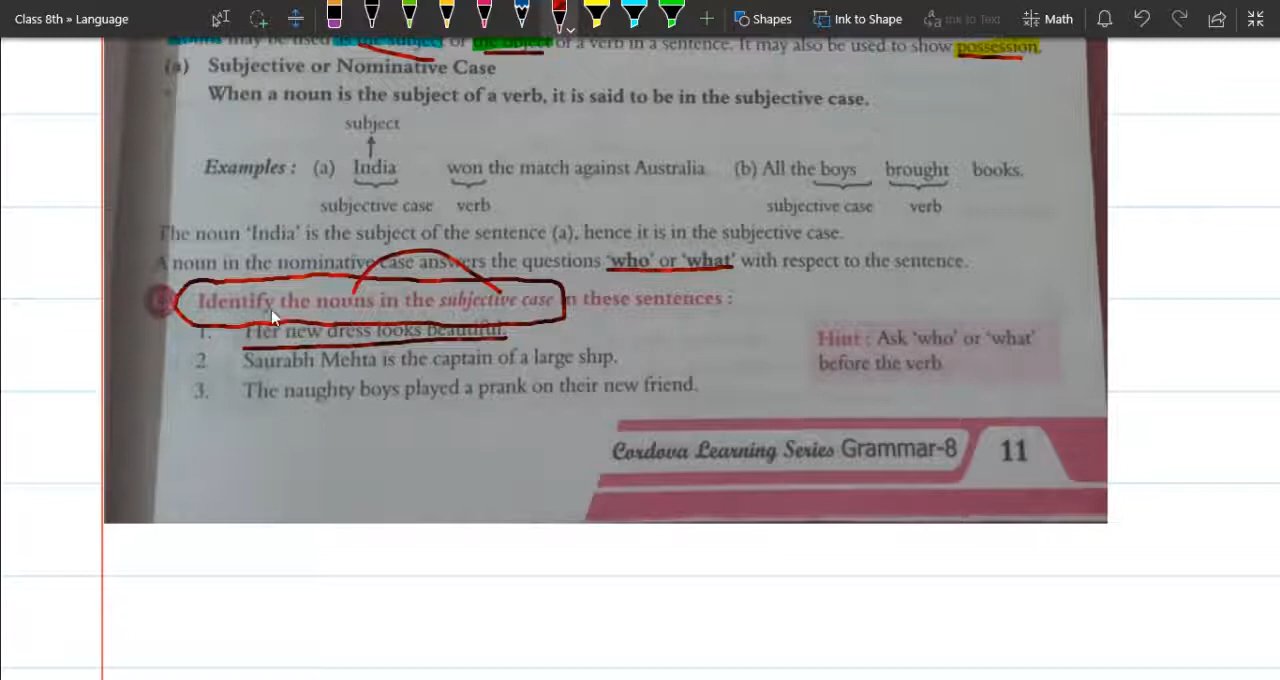 Class 8th » Language
Shapes
Ink to Shape
Ink to Text
Math
Nouns may be used as the subject or the object of a verb in a sentence. It may also be used to show possession.
(a) Subjective or Nominative Case
When a noun is the subject of a verb, it is said to be in the subjective case.
subject
Examples : (a) India won the match against Australia (b) All the boys brought books.
subjective case verb subjective case verb
The noun 'India' is the subject of the sentence (a), hence it is in the subjective case.
A noun in the nominative case answers the questions 'who' or 'what' with respect to the sentence.
Identify the nouns in the subjective case in these sentences :
1. Her new dress looks beautiful.
2 Saurabh Mehta is the captain of a large ship.
3. The naughty boys played a prank on their new friend.
Hint : Ask 'who' or 'what'
before the verb
Cordova Learning Series Grammar-8 11